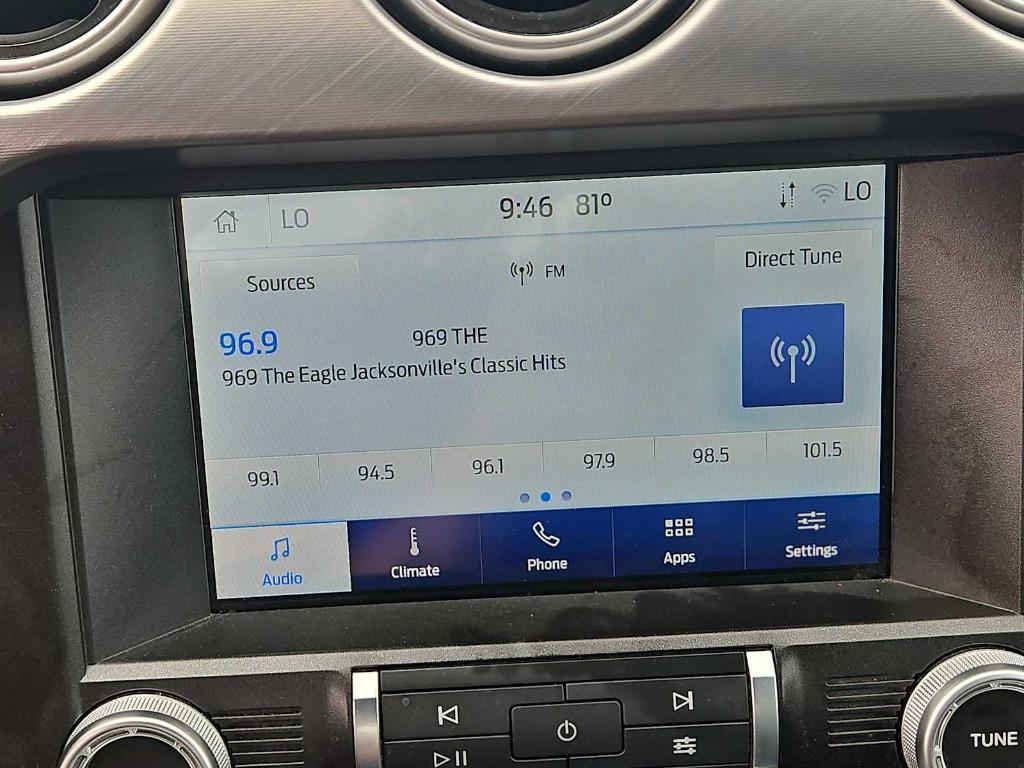 LO 9:46 81° LO
Sources FM Direct Tune
96.9 969 THE
969 The Eagle Jacksonville's Classic Hits
99.1 94.5 96.1 97.9 98.5 101.5
Audio Climate Phone Apps Settings
TUNE